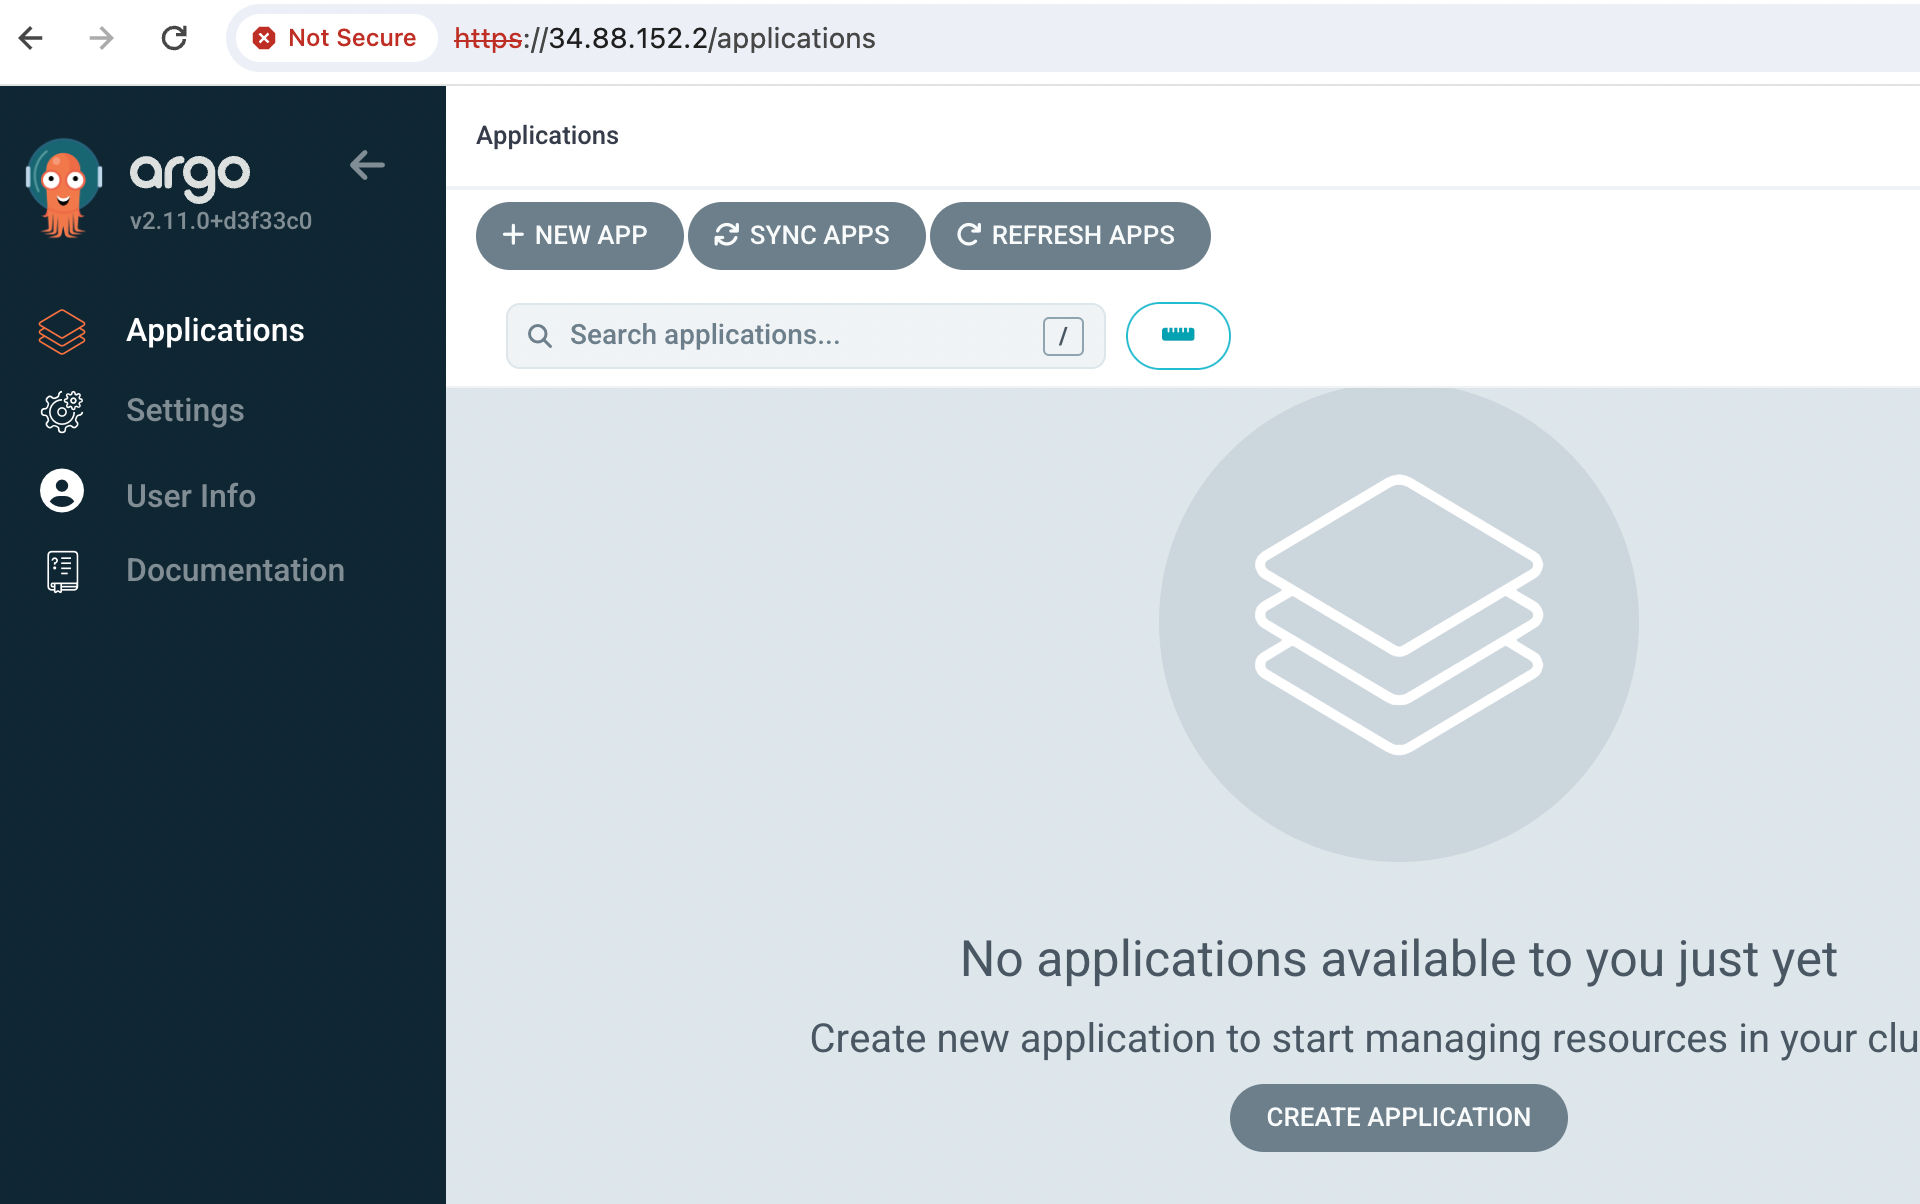 Not Secure https://34.88.152.2/applications
argo
v2.11.0+d3f33c0
Applications
Settings
User Info
Documentation
Applications
+ NEW APP SYNC APPS REFRESH APPS
Search applications... /
No applications available to you just yet
Create new application to start managing resources in your clu
CREATE APPLICATION